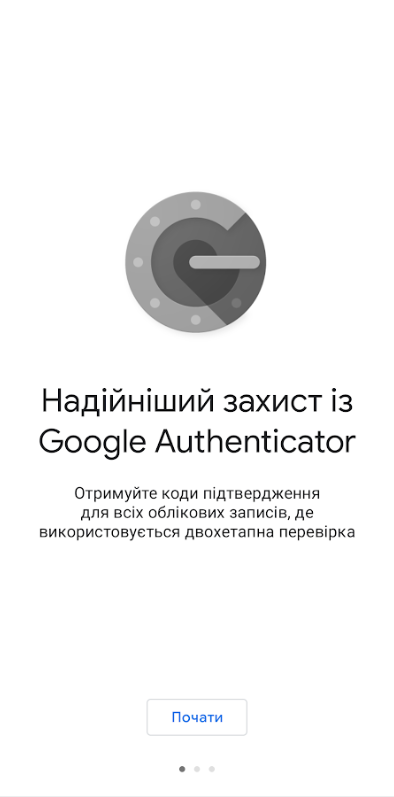 Надійніший захист із
Google Authenticator
Отримуйте коди підтвердження
для всіх облікових записів, де
використовується двохетапна перевірка
Почати